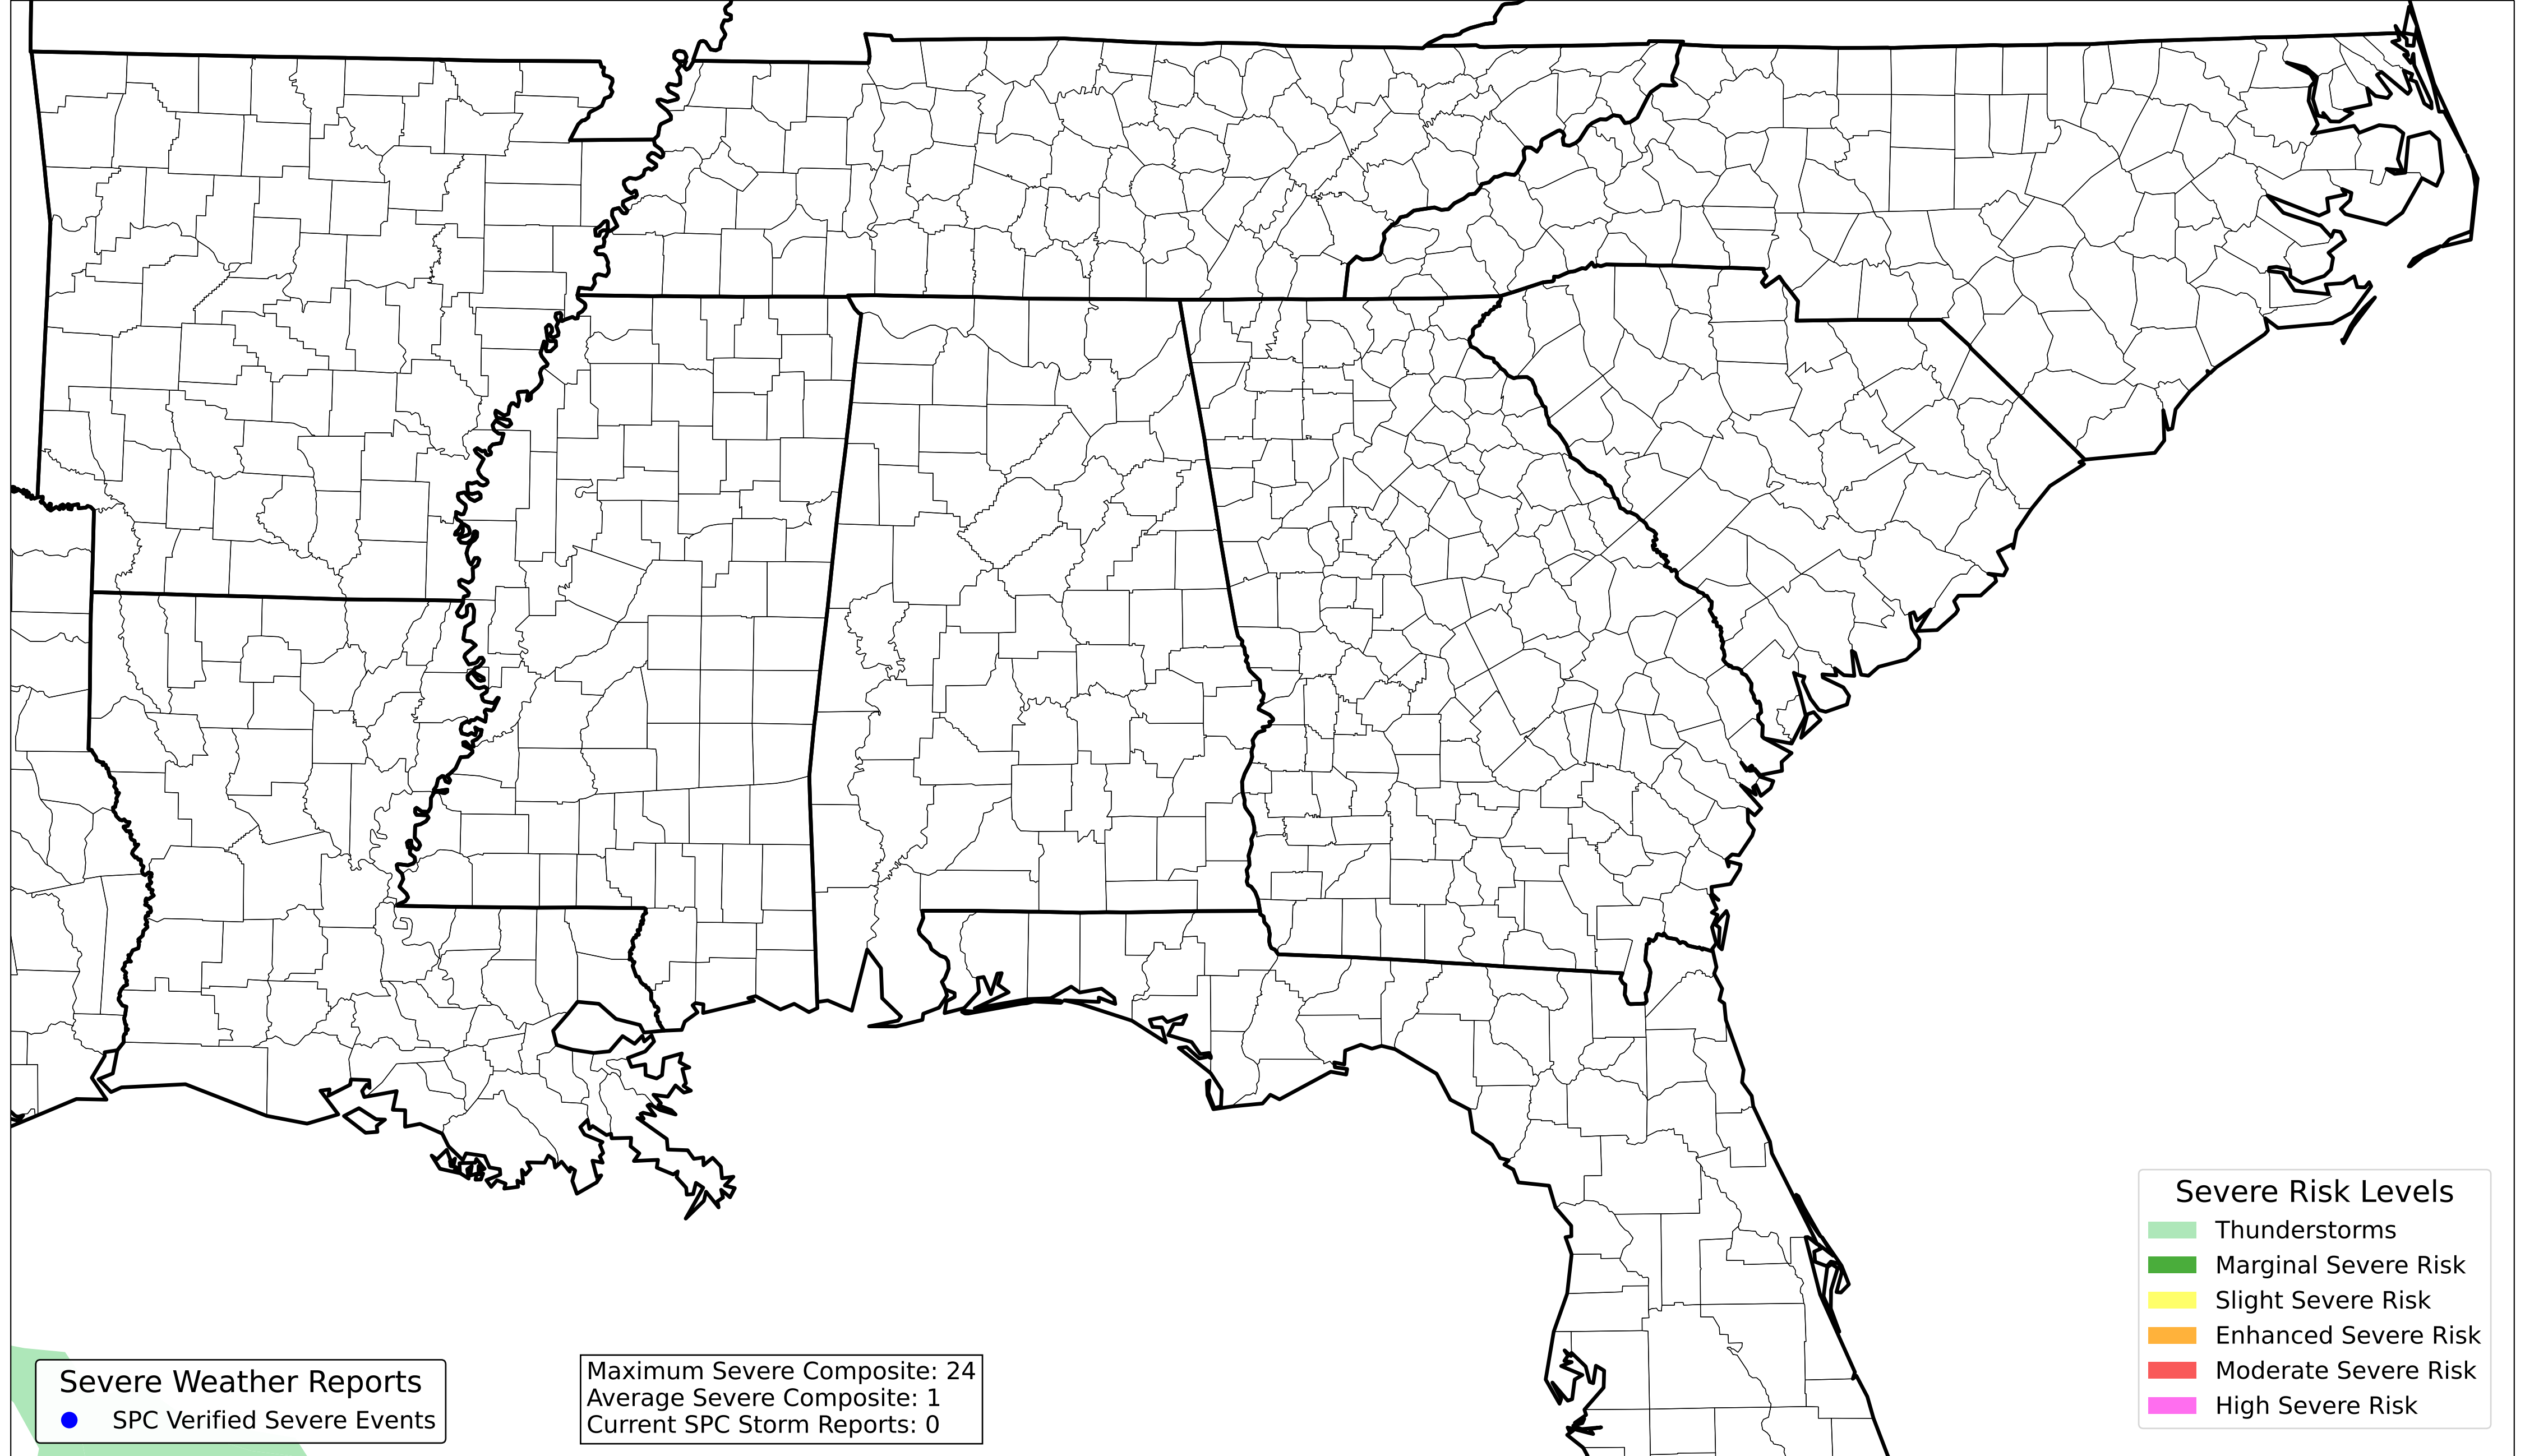 Severe Weather Reports
SPC Verified Severe Events
Maximum Severe Composite: 24
Average Severe Composite: 1
Current SPC Storm Reports: 0
Severe Risk Levels
Thunderstorms
Marginal Severe Risk
Slight Severe Risk
Enhanced Severe Risk
Moderate Severe Risk
High Severe Risk